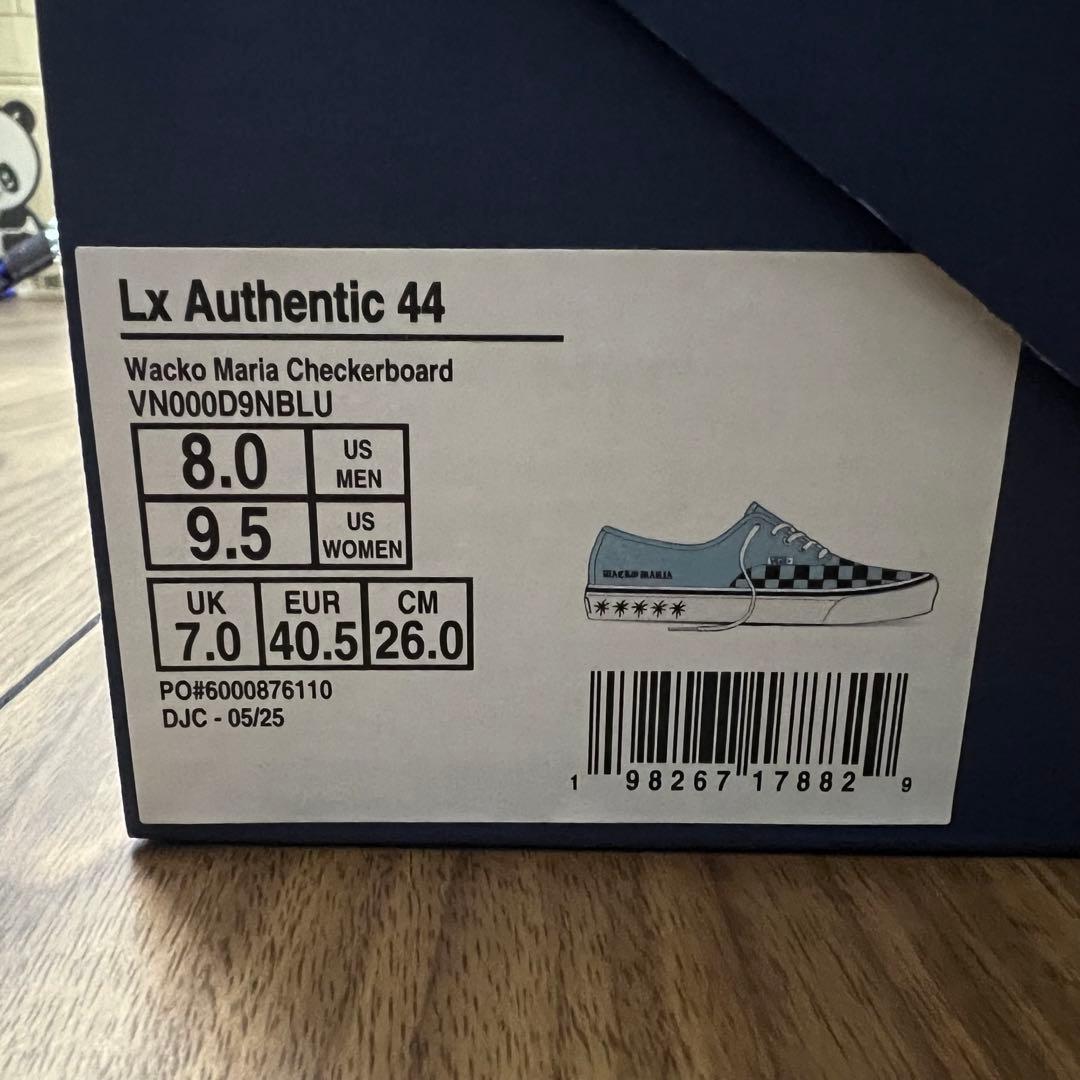 Lx Authentic 44
Wacko Maria Checkerboard
VN000D9NBLU
8.0 US MEN
9.5 US WOMEN
UK EUR CM
7.0 40.5 26.0
PO#6000876110
DJC - 05/25
WACKO MARIA
1 98267 17882 9